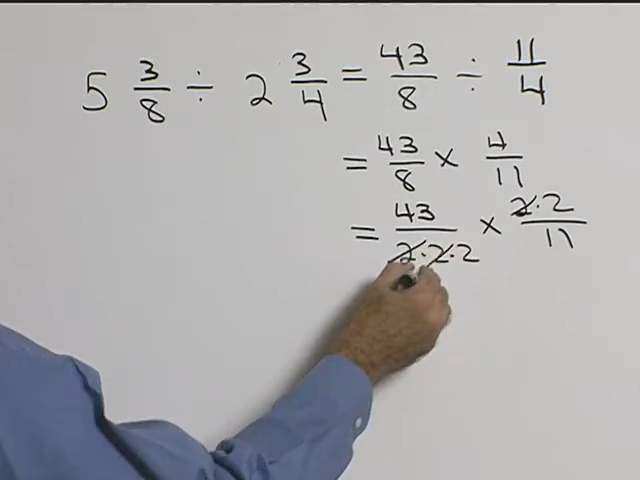 5 3/8 ÷ 2 3/4 = 43/8 ÷ 11/4
= 43/8 × 4/11
= 43/2·2·2 × 2·2/11